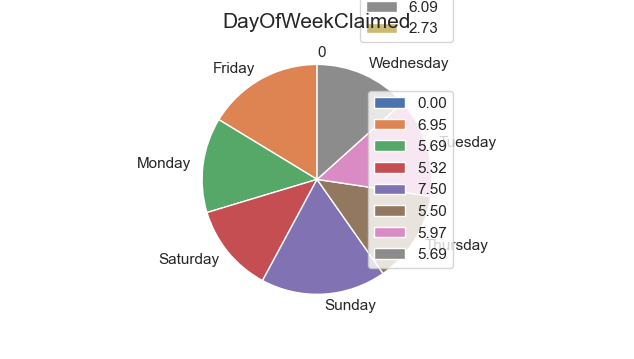 6.09
2.73
DayOfWeekClaimed
0
Wednesday
Friday
0.00
6.95
5.69
5.32
7.50
5.50
5.97
5.69
Tuesday
Monday
Thursday
Saturday
Sunday